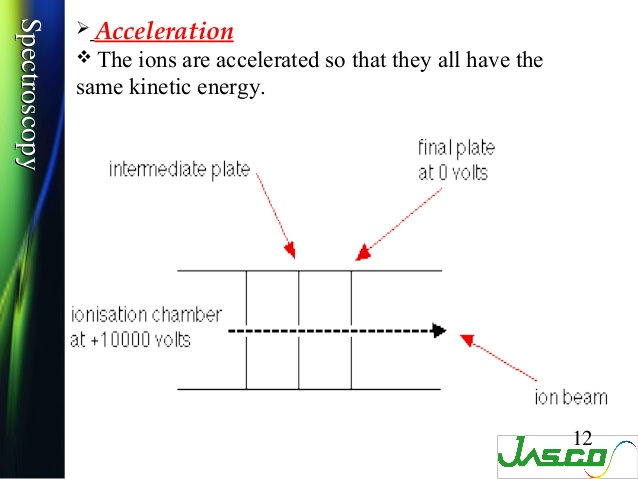 Spectroscopy
Acceleration
The ions are accelerated so that they all have the
same kinetic energy.
intermediate plate
final plate
at 0 volts
ionisation chamber
at +10000 volts
ion beam
12
JASCO